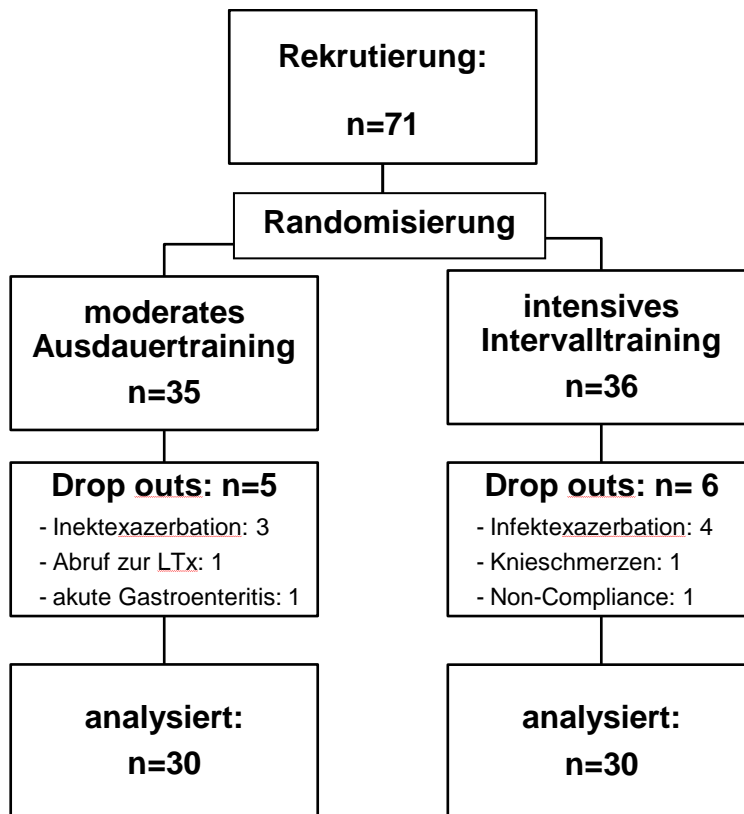 Rekrutierung:
n=71
Randomisierung
moderates
Ausdauertraining
n=35
Drop outs: n=5
- Inektexazerbation: 3
- Abruf zur LTx: 1
- akute Gastroenteritis: 1
analysiert:
n=30
intensives
Intervalltraining
n=36
Drop outs: n= 6
- Infektexazerbation: 4
- Knieschmerzen: 1
- Non-Compliance: 1
analysiert:
n=30